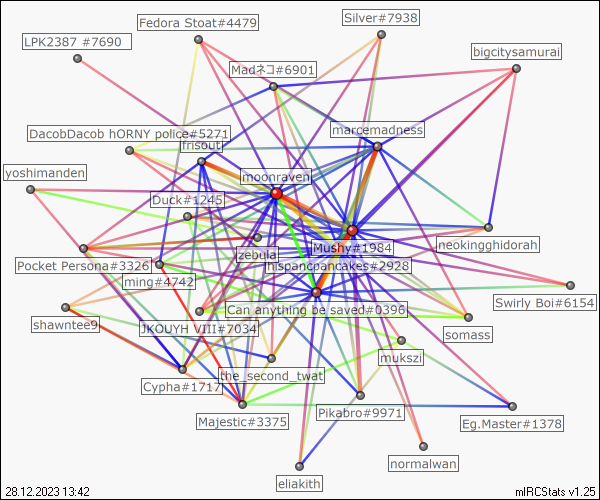 Fedora Stoat#4479
Silver#7938
LPK2387 #7690
bigcitysamurai
Madネコ#6901
DacobDacob hORNY police#5271
marcemadness
frisouti
yoshimanden
moonraven
Duck#1245
Mushy#1984
neokingghidorah
zebula
Pocket Persona#3326
hispancpancakes#2928
ming#4742
Swirly Boi#6154
Can anything be saved#0396
shawntee9
JKOUYH VIII#7034
somass
mukszi
the_second_twat
Cypha#1717
Majestic#3375
Pikabro#9971
Eg.Master#1378
normalwan
eliakith
28.12.2023 13:42
mIRCStats v1.25